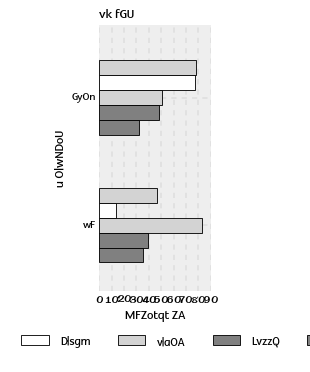 vk fGU
GyOn
u OlwNDoU
wF
0 10 20 30 40 50 60 70 80 90
MFZotqt ZA
Dlsgm vlaOA LvzzQ